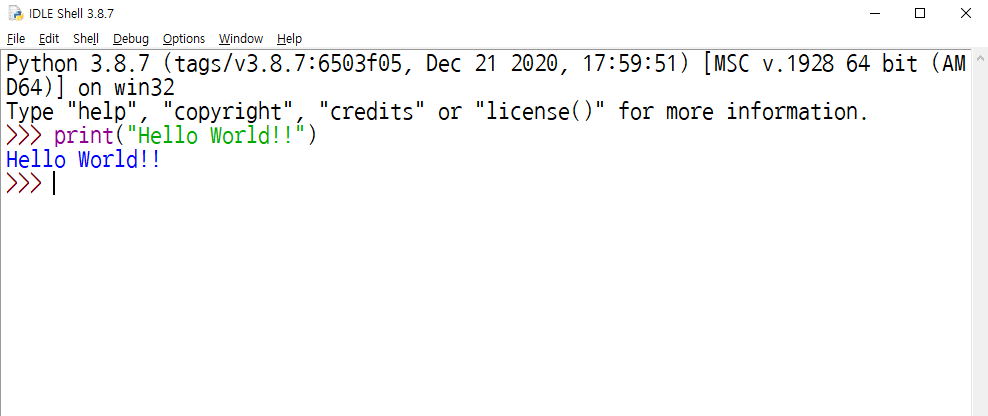 IDLE Shell 3.8.7
File Edit Shell Debug Options Window Help
Python 3.8.7 (tags/v3.8.7:6503f05, Dec 21 2020, 17:59:51) [MSC v.1928 64 bit (AM
D64)] on win32
Type "help", "copyright", "credits" or "license()" for more information.
>>> print("Hello World!!")
Hello World!!
>>>